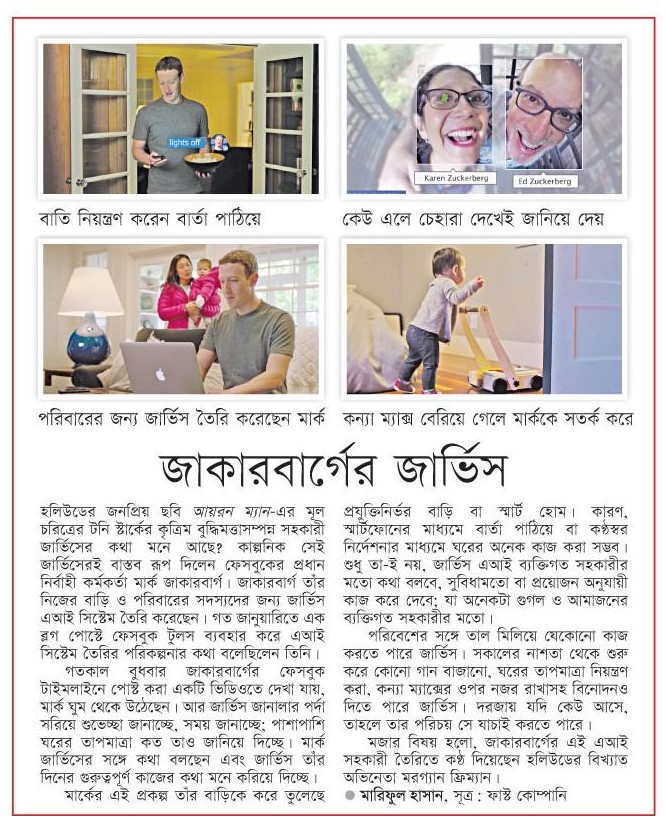 lights off
Karen Zuckerberg
Ed Zuckerberg
বাতি নিয়ন্ত্রণ করেন বার্তা পাঠিয়ে
কেউ এলে চেহারা দেখেই জানিয়ে দেয়
পরিবারের জন্য জার্ভিস তৈরি করেছেন মার্ক
কন্যা ম্যাক্স বেরিয়ে গেলে মার্ককে সতর্ক করে
জাকারবার্গের জার্ভিস
হলিউডের জনপ্রিয় ছবি আয়রন ম্যান-এর মূল
চরিত্রের টনি স্টার্কের কৃত্রিম বুদ্ধিমত্তাসম্পন্ন সহকারী
জার্ভিসের কথা মনে আছে? কাল্পনিক সেই
জার্ভিসেরই বাস্তব রূপ দিলেন ফেসবুকের প্রধান
নির্বাহী কর্মকর্তা মার্ক জাকারবার্গ। জাকারবার্গ তাঁর
নিজের বাড়ি ও পরিবারের সদস্যদের জন্য জার্ভিস
এআই সিস্টেম তৈরি করেছেন। গত জানুয়ারিতে এক
ব্লগ পোস্টে ফেসবুক টুলস ব্যবহার করে এআই
সিস্টেম তৈরির পরিকল্পনার কথা বলেছিলেন তিনি।
গতকাল বুধবার জাকারবার্গের ফেসবুক
টাইমলাইনে পোস্ট করা একটি ভিডিওতে দেখা যায়,
মার্ক ঘুম থেকে উঠেছেন। আর জার্ভিস জানালার পর্দা
সরিয়ে শুভেচ্ছা জানাচ্ছে, সময় জানাচ্ছে; পাশাপাশি
ঘরের তাপমাত্রা কত তাও জানিয়ে দিচ্ছে। মার্ক
জার্ভিসের সঙ্গে কথা বলছেন এবং জার্ভিস তাঁর
দিনের গুরুত্বপূর্ণ কাজের কথা মনে করিয়ে দিচ্ছে।
মার্কের এই প্রকল্প তাঁর বাড়িকে করে তুলেছে
প্রযুক্তিনির্ভর বাড়ি বা স্মার্ট হোম। কারণ,
স্মার্টফোনের মাধ্যমে বার্তা পাঠিয়ে বা কণ্ঠস্বর
নির্দেশনার মাধ্যমে ঘরের অনেক কাজ করা সম্ভব।
শুধু তা-ই নয়, জার্ভিস এআই ব্যক্তিগত সহকারীর
মতো কথা বলবে, সুবিধামতো বা প্রয়োজন অনুযায়ী
কাজ করে দেবে; যা অনেকটা গুগল ও আমাজনের
ব্যক্তিগত সহকারীর মতো।
পরিবেশের সঙ্গে তাল মিলিয়ে যেকোনো কাজ
করতে পারে জার্ভিস। সকালের নাশতা থেকে শুরু
করে কোনো গান বাজানো, ঘরের তাপমাত্রা নিয়ন্ত্রণ
করা, কন্যা ম্যাক্সের ওপর নজর রাখাসহ বিনোদনও
দিতে পারে জার্ভিস। দরজায় যদি কেউ আসে,
তাহলে তার পরিচয় সে যাচাই করতে পারে।
মজার বিষয় হলো, জাকারবার্গের এই এআই
সহকারী তৈরিতে কণ্ঠ দিয়েছেন হলিউডের বিখ্যাত
অভিনেতা মরগ্যান ফ্রিম্যান।
● মারিফুল হাসান, সূত্র : ফাস্ট কোম্পানি